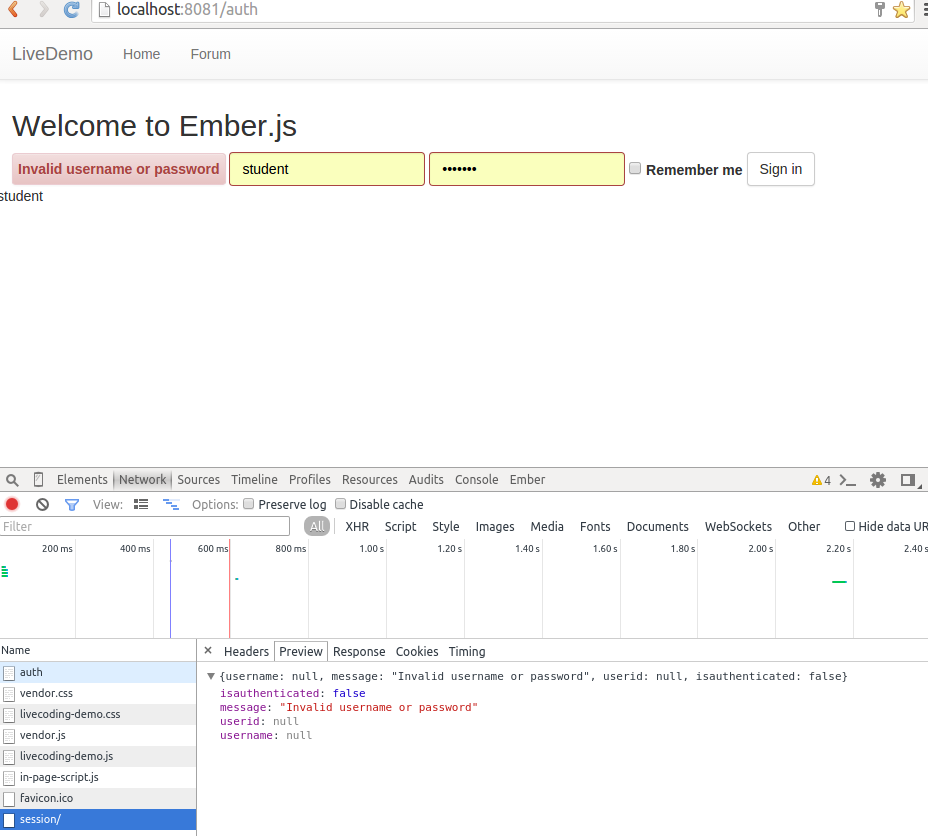 localhost:8081/auth
LiveDemo Home Forum
Welcome to Ember.js
Invalid username or password student ••••••• Remember me Sign in
student
Elements Network Sources Timeline Profiles Resources Audits Console Ember 4
View: Options: Preserve log Disable cache
Filter All XHR Script Style Images Media Fonts Documents WebSockets Other Hide data UR
200 ms 400 ms 600 ms 800 ms 1.00 s 1.20 s 1.40 s 1.60 s 1.80 s 2.00 s 2.20 s 2.40 s
Name × Headers Preview Response Cookies Timing
auth
vendor.css
livecoding-demo.css
vendor.js
livecoding-demo.js
in-page-script.js
favicon.ico
session/
{username: null, message: "Invalid username or password", userid: null, isauthenticated: false}
isauthenticated: false
message: "Invalid username or password"
userid: null
username: null